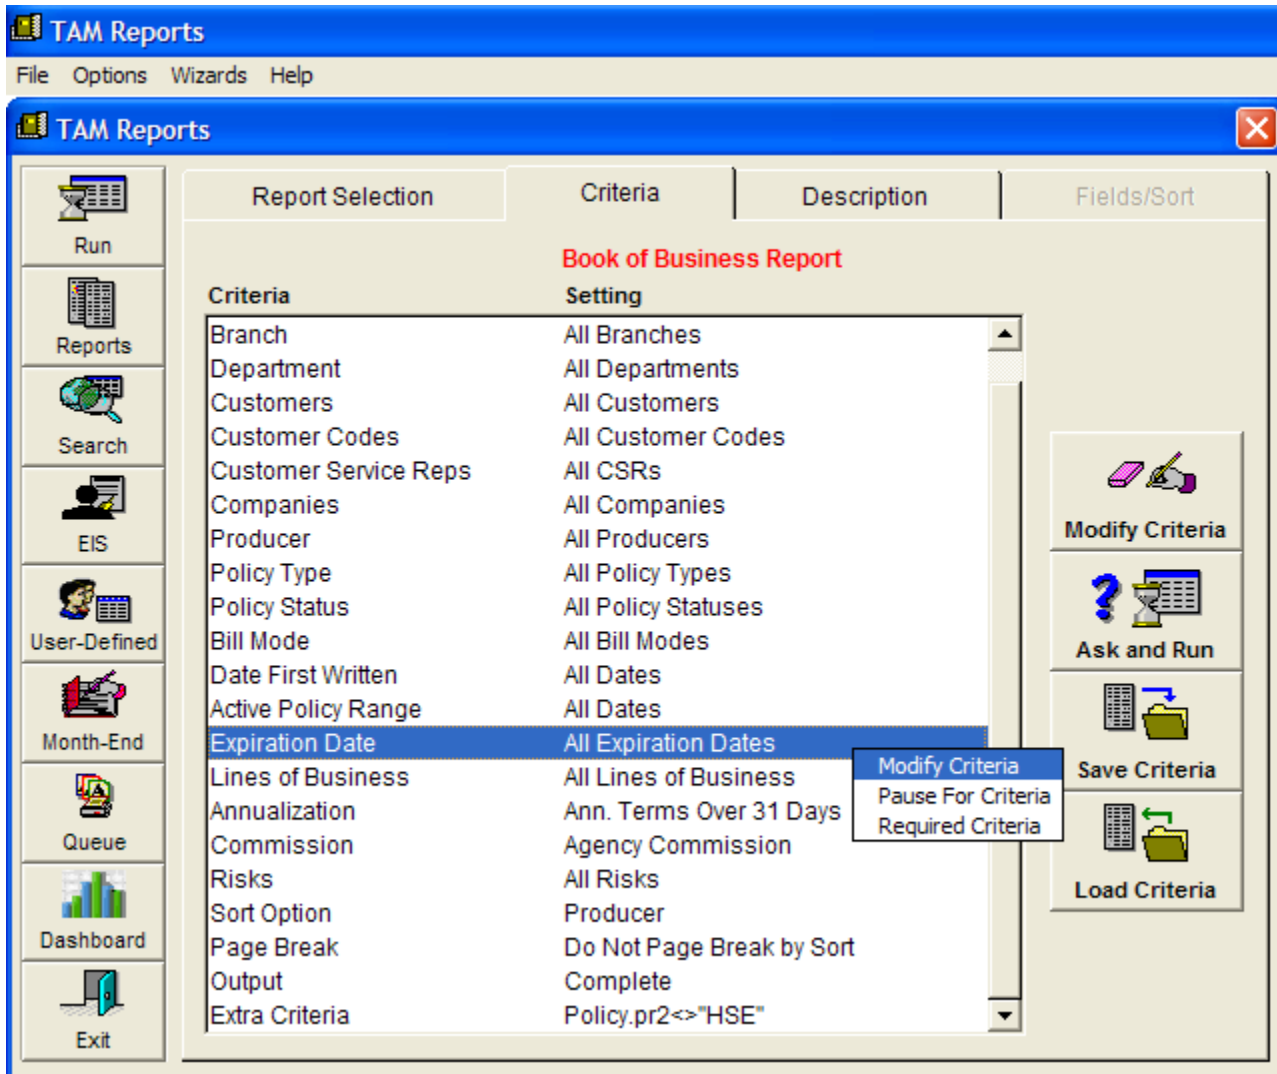 TAM Reports
File Options Wizards Help
TAM Reports
Report Selection Criteria Description Fields/Sort
Book of Business Report
Criteria Setting
Branch All Branches
Department All Departments
Customers All Customers
Customer Codes All Customer Codes
Customer Service Reps All CSRs
Companies All Companies
Producer All Producers
Policy Type All Policy Types
Policy Status All Policy Statuses
Bill Mode All Bill Modes
Date First Written All Dates
Active Policy Range All Dates
Expiration Date All Expiration Dates
Lines of Business All Lines of Business
Annualization Ann. Terms Over 31 Days
Commission Agency Commission
Risks All Risks
Sort Option Producer
Page Break Do Not Page Break by Sort
Output Complete
Extra Criteria Policy.pr2<>"HSE"
Modify Criteria
Pause For Criteria
Required Criteria
Run
Reports
Search
EIS
User-Defined
Month-End
Queue
Dashboard
Exit
Modify Criteria
Ask and Run
Save Criteria
Load Criteria